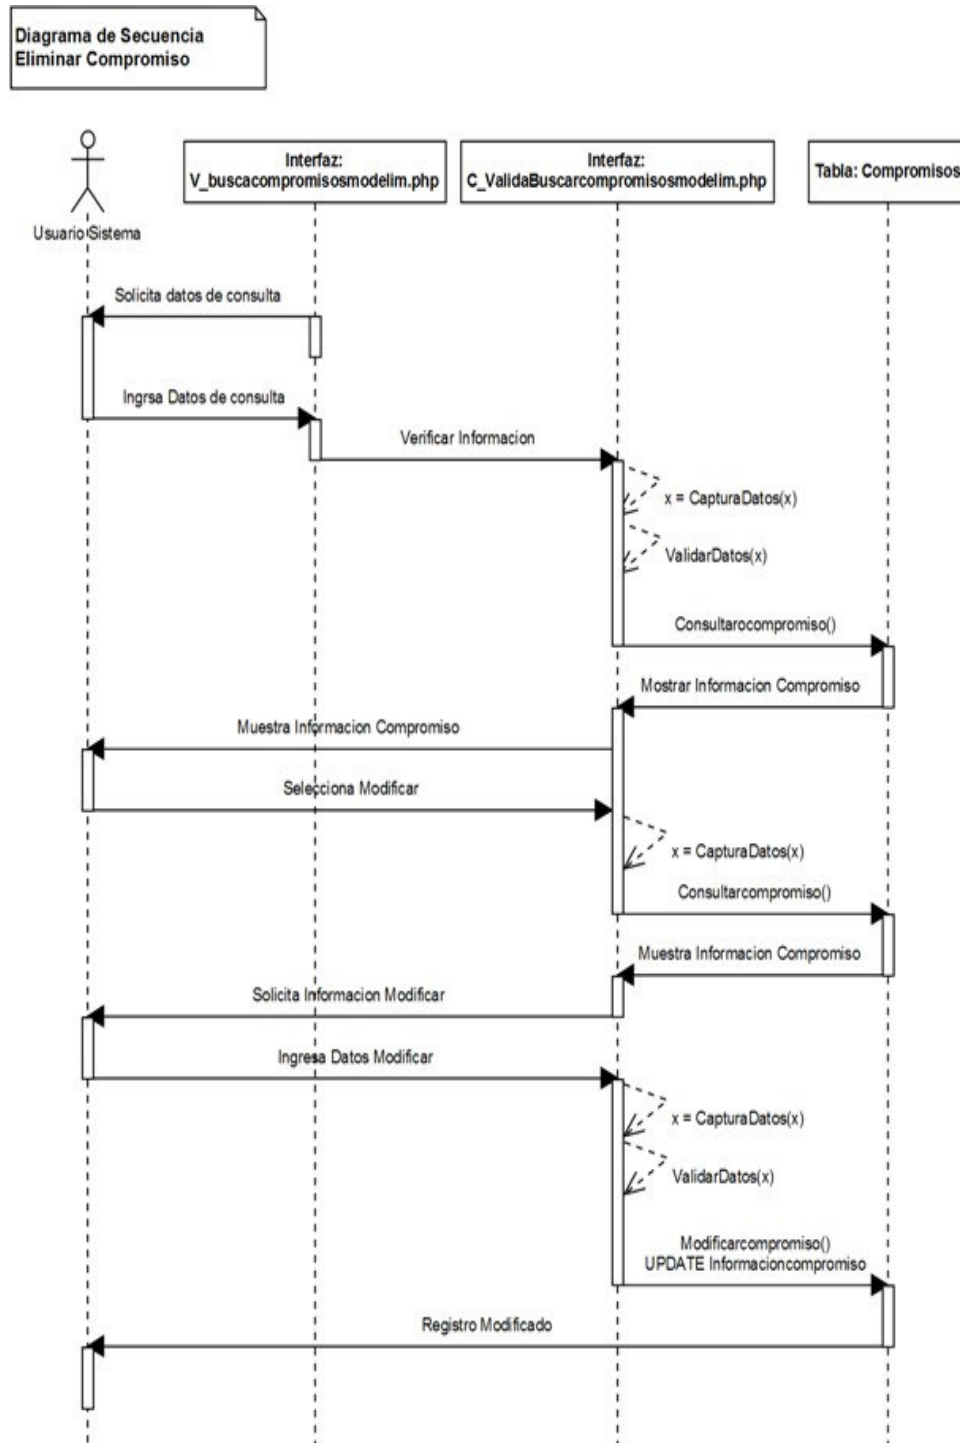 Diagrama de Secuencia
Eliminar Compromiso
Usuario Sistema
Interfaz:
V_buscacompromisosmodelim.php
Interfaz:
C_ValidaBuscarcompromisosmodelim.php
Tabla: Compromisos
Solicita datos de consulta
Ingrsa Datos de consulta
Verificar Informacion
x = CapturaDatos(x)
ValidarDatos(x)
Consultarocompromiso()
Mostrar Informacion Compromiso
Muestra Informacion Compromiso
Selecciona Modificar
x = CapturaDatos(x)
Consultarcompromiso()
Muestra Informacion Compromiso
Solicita Informacion Modificar
Ingresa Datos Modificar
x = CapturaDatos(x)
ValidarDatos(x)
Modificarcompromiso()
UPDATE Informacioncompromiso
Registro Modificado